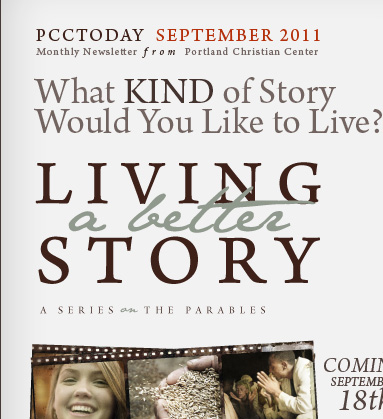 PCCTODAY SEPTEMBER 2011
Monthly Newsletter from Portland Christian Center
What KIND of Story
Would You Like to Live?
LIVING
a better
STORY
A SERIES on THE PARABLES
COMIN
SEPTEMB
18th